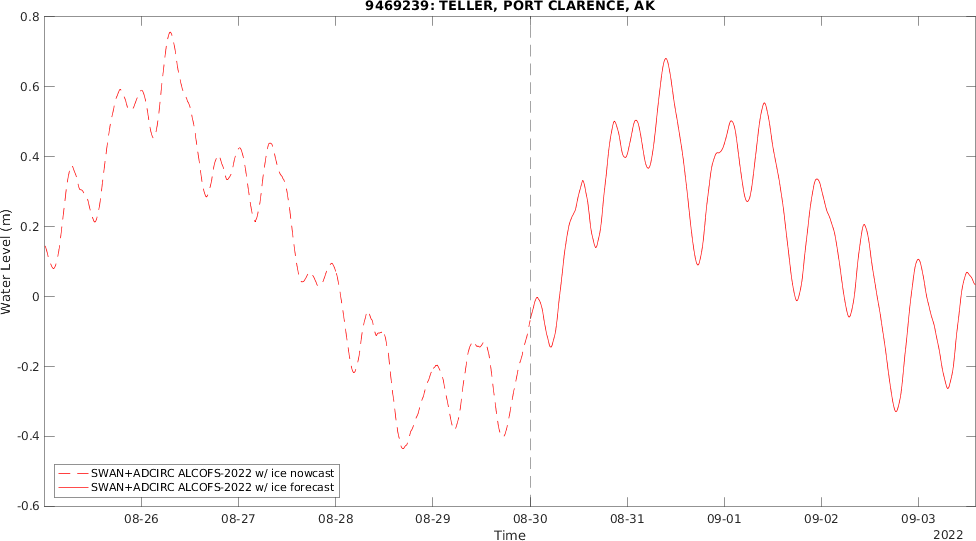 9469239: TELLER, PORT CLARENCE, AK
0.8
0.6
0.4
0.2
0
-0.2
-0.4
-0.6
Water Level (m)
SWAN+ADCIRC ALCOFS-2022 w/ ice nowcast
SWAN+ADCIRC ALCOFS-2022 w/ ice forecast
08-26 08-27 08-28 08-29 08-30 08-31 09-01 09-02 09-03
Time
2022